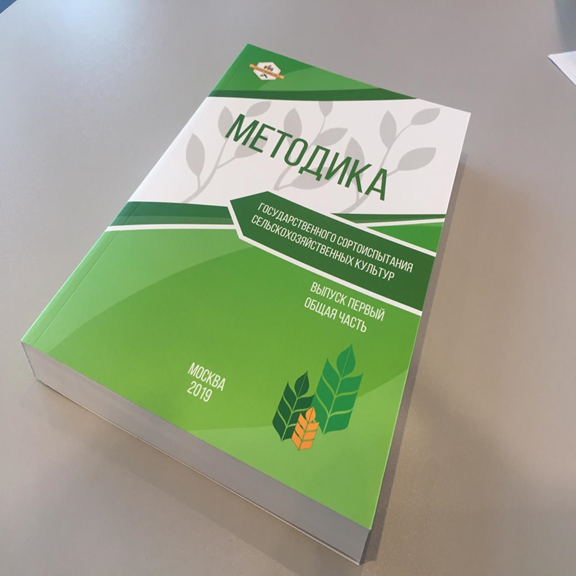 МЕТОДИКА
ГОСУДАРСТВЕННОГО СОРТОИСПЫТАНИЯ
СЕЛЬСКОХОЗЯЙСТВЕННЫХ КУЛЬТУР
ВЫПУСК ПЕРВЫЙ
ОБЩАЯ ЧАСТЬ
МОСКВА
2019